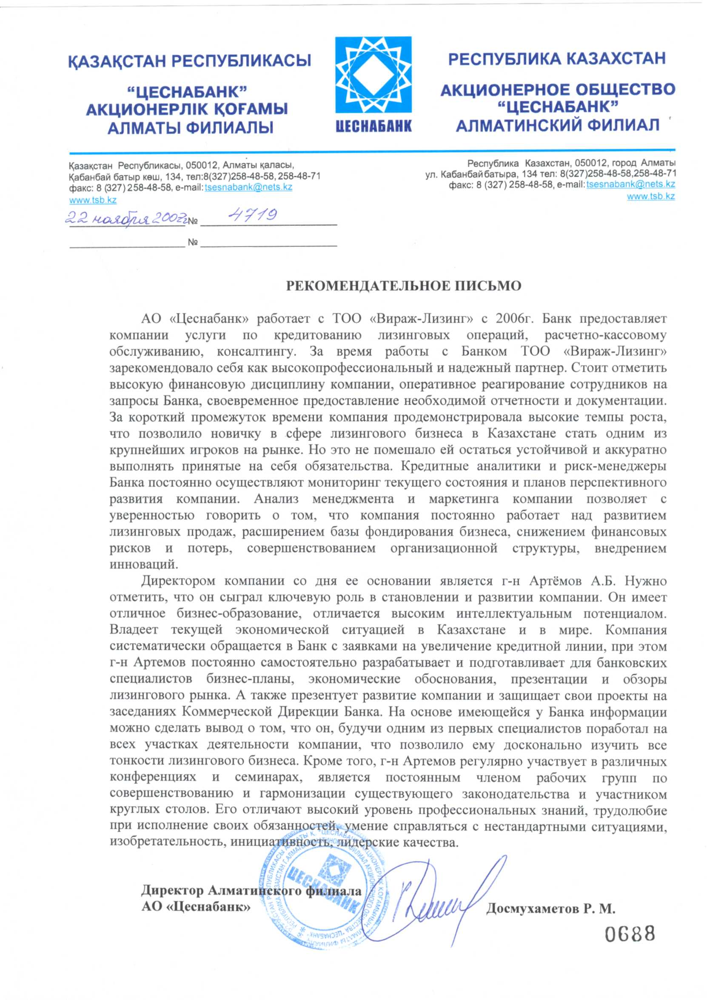 ҚАЗАҚСТАН РЕСПУБЛИКАСЫ
“ЦЕСНАБАНК”
АКЦИОНЕРЛІК ҚОҒАМЫ
АЛМАТЫ ФИЛИАЛЫ
ЦЕСНАБАНК
РЕСПУБЛИКА КАЗАХСТАН
АКЦИОНЕРНОЕ ОБЩЕСТВО
“ЦЕСНАБАНК”
АЛМАТИНСКИЙ ФИЛИАЛ
Қазақстан Республикасы, 050012, Алматы қаласы,
Қабанбай батыр көш, 134, тел:8(327)258-48-58, 258-48-71
факс: 8 (327) 258-48-58, e-mail: tsesnabank@nets.kz
www.tsb.kz
Республика Казахстан, 050012, город Алматы
ул. Кабанбай батыра, 134 тел: 8(327)258-48-58,258-48-71
факс: 8 (327) 258-48-58, e-mail: tsesnabank@nets.kz
www.tsb.kz
22 ноября 2007г № 4719
№
РЕКОМЕНДАТЕЛЬНОЕ ПИСЬМО
АО «Цеснабанк» работает с ТОО «Вираж-Лизинг» с 2006г. Банк предоставляет
компании услуги по кредитованию лизинговых операций, расчетно-кассовому
обслуживанию, консалтингу. За время работы с Банком ТОО «Вираж-Лизинг»
зарекомендовало себя как высокопрофессиональный и надежный партнер. Стоит отметить
высокую финансовую дисциплину компании, оперативное реагирование сотрудников на
запросы Банка, своевременное предоставление необходимой отчетности и документации.
За короткий промежуток времени компания продемонстрировала высокие темпы роста,
что позволило новичку в сфере лизингового бизнеса в Казахстане стать одним из
крупнейших игроков на рынке. Но это не помешало ей остаться устойчивой и аккуратно
выполнять принятые на себя обязательства. Кредитные аналитики и риск-менеджеры
Банка постоянно осуществляют мониторинг текущего состояния и планов перспективного
развития компании. Анализ менеджмента и маркетинга компании позволяет с
уверенностью говорить о том, что компания постоянно работает над развитием
лизинговых продаж, расширением базы фондирования бизнеса, снижением финансовых
рисков и потерь, совершенствованием организационной структуры, внедрением
инноваций.
Директором компании со дня ее основании является г-н Артёмов А.Б. Нужно
отметить, что он сыграл ключевую роль в становлении и развитии компании. Он имеет
отличное бизнес-образование, отличается высоким интеллектуальным потенциалом.
Владеет текущей экономической ситуацией в Казахстане и в мире. Компания
систематически обращается в Банк с заявками на увеличение кредитной линии, при этом
г-н Артемов постоянно самостоятельно разрабатывает и подготавливает для банковских
специалистов бизнес-планы, экономические обоснования, презентации и обзоры
лизингового рынка. А также презентует развитие компании и защищает свои проекты на
заседаниях Коммерческой Дирекции Банка. На основе имеющейся у Банка информации
можно сделать вывод о том, что он, будучи одним из первых специалистов поработал на
всех участках деятельности компании, что позволило ему досконально изучить все
тонкости лизингового бизнеса. Кроме того, г-н Артемов регулярно участвует в различных
конференциях и семинарах, является постоянным членом рабочих групп по
совершенствованию и гармонизации существующего законодательства и участником
круглых столов. Его отличают высокий уровень профессиональных знаний, трудолюбие
при исполнение своих обязанностей, умение справляться с нестандартными ситуациями,
изобретательность, инициативность, лидерские качества.
ЦЕСНАБАНК
Директор Алматинского филиала
АО «Цеснабанк» Досмухаметов Р. М.
0688